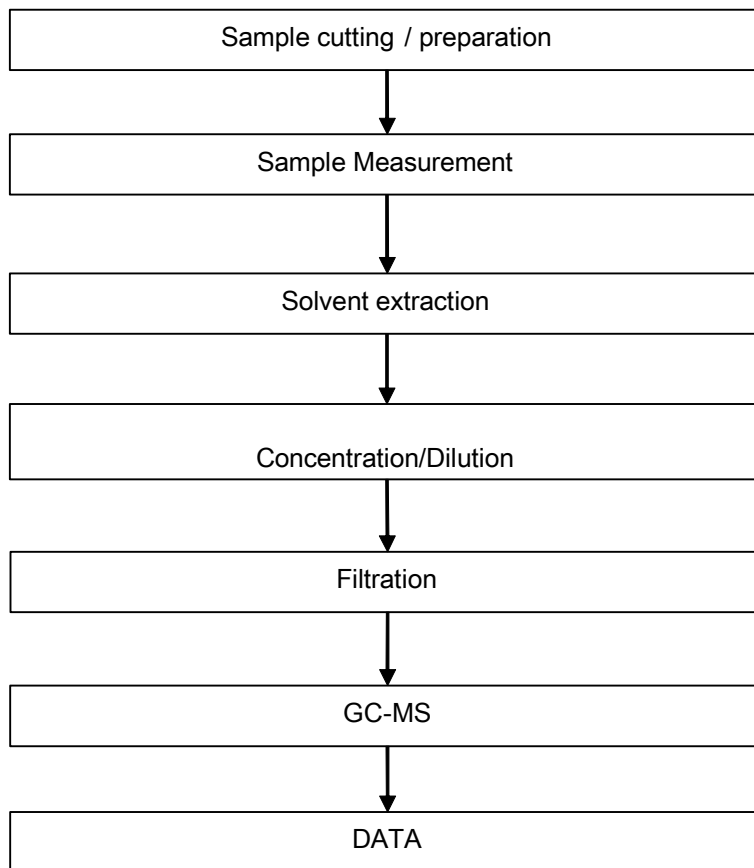 Sample cutting / preparation
Sample Measurement
Solvent extraction
Concentration/Dilution
Filtration
GC-MS
DATA